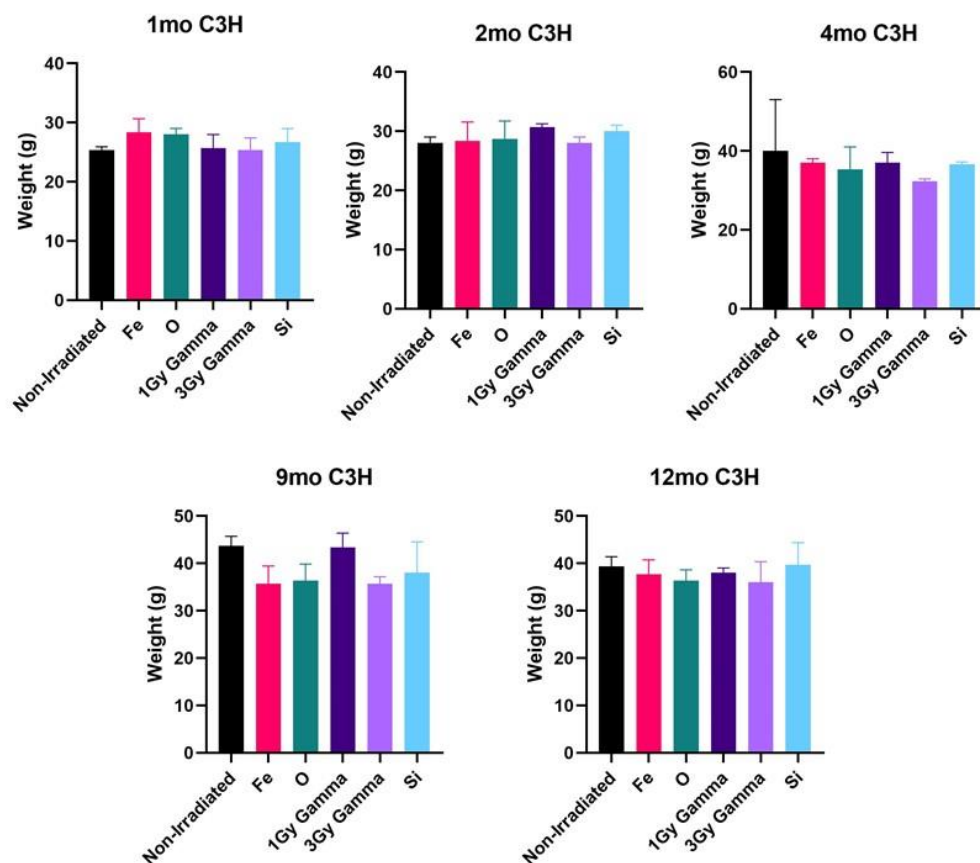 1mo C3H
40
30
20
10
0
Weight (g)
Non-Irradiated
Fe
O
1Gy Gamma
3Gy Gamma
Si
2mo C3H
40
30
20
10
0
Weight (g)
Non-Irradiated
Fe
O
1Gy Gamma
3Gy Gamma
Si
4mo C3H
60
40
20
0
Weight (g)
Non-Irradiated
Fe
O
1Gy Gamma
3Gy Gamma
Si
9mo C3H
50
40
30
20
10
0
Weight (g)
Non-Irradiated
Fe
O
1Gy Gamma
3Gy Gamma
Si
12mo C3H
50
40
30
20
10
0
Weight (g)
Non-Irradiated
Fe
O
1Gy Gamma
3Gy Gamma
Si